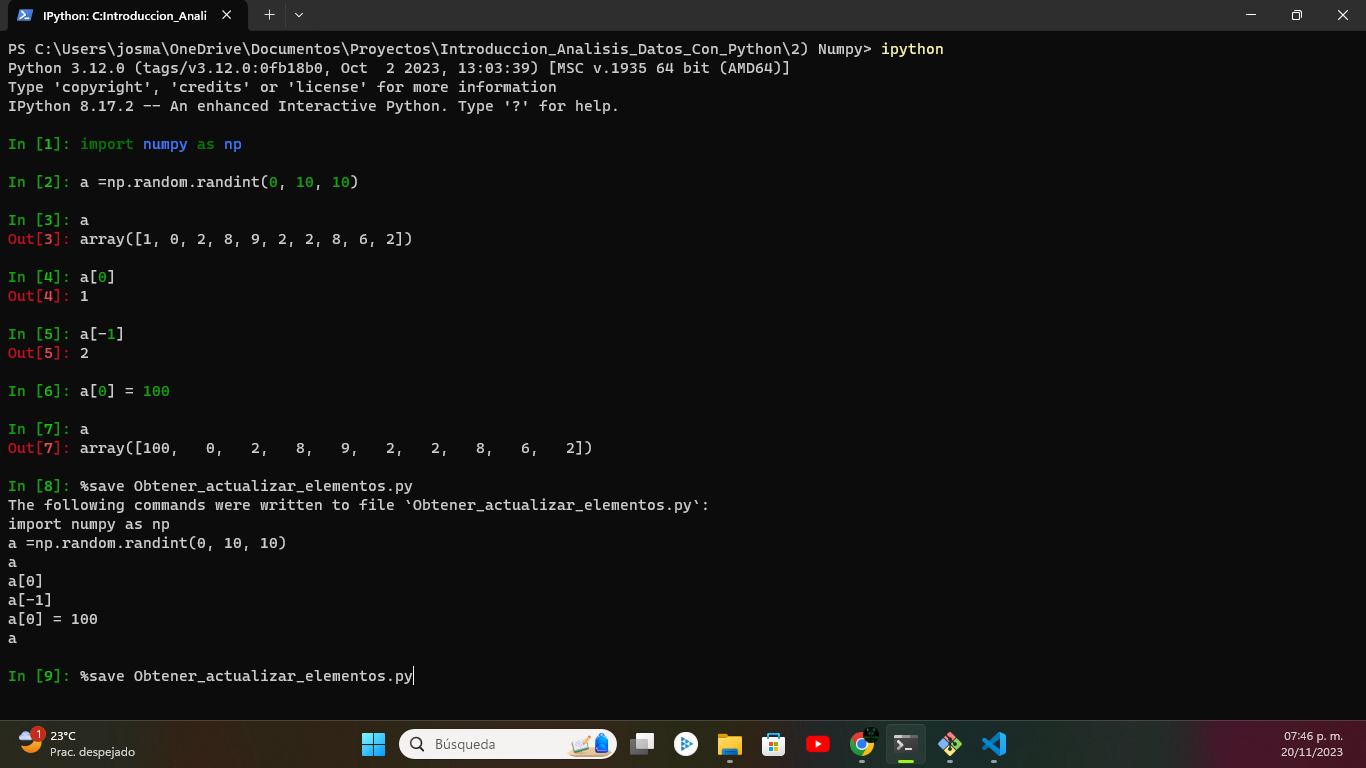 IPython: C:Introduccion_Anali
PS C:\Users\josma\OneDrive\Documentos\Proyectos\Introduccion_Analisis_Datos_Con_Python\2) Numpy> ipython
Python 3.12.0 (tags/v3.12.0:0fb18b0, Oct  2 2023, 13:03:39) [MSC v.1935 64 bit (AMD64)]
Type 'copyright', 'credits' or 'license' for more information
IPython 8.17.2 -- An enhanced Interactive Python. Type '?' for help.
In [1]: import numpy as np
In [2]: a =np.random.randint(0, 10, 10)
In [3]: a
Out[3]: array([1, 0, 2, 8, 9, 2, 2, 8, 6, 2])
In [4]: a[0]
Out[4]: 1
In [5]: a[-1]
Out[5]: 2
In [6]: a[0] = 100
In [7]: a
Out[7]: array([100,   0,   2,   8,   9,   2,   2,   8,   6,   2])
In [8]: %save Obtener_actualizar_elementos.py
The following commands were written to file `Obtener_actualizar_elementos.py`:
import numpy as np
a =np.random.randint(0, 10, 10)
a
a[0]
a[-1]
a[0] = 100
a
In [9]: %save Obtener_actualizar_elementos.py
1
23°C
Prac. despejado
Búsqueda
07:46 p. m.
20/11/2023